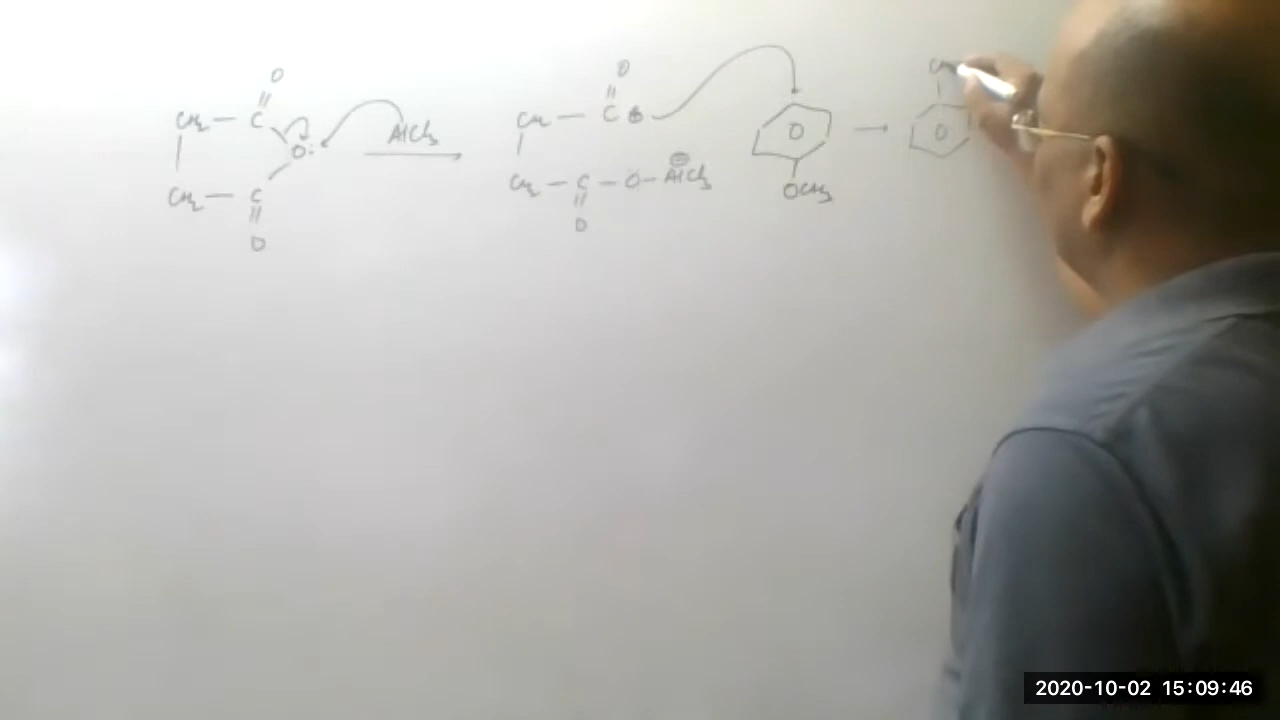 O O
CH2 — C CH2 — C ⊕ C
O: AlCl3 O O
CH2 — C CH2 — C — O — AlCl3 ⊖ OCH3
O O
2020-10-02 15:09:46